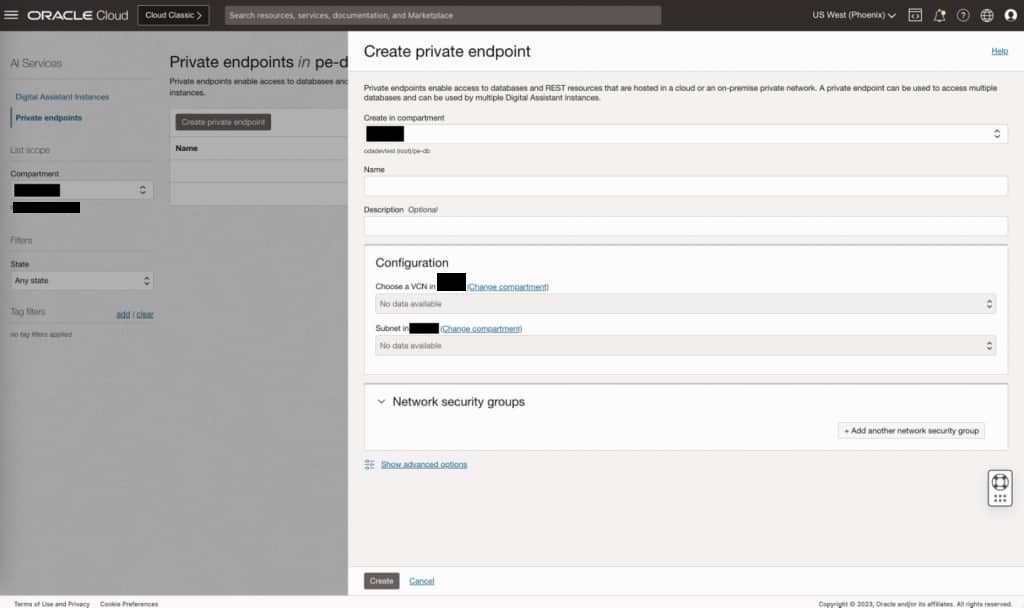 ORACLE Cloud
Cloud Classic >
Search resources, services, documentation, and Marketplace
US West (Phoenix)
AI Services
Digital Assistant Instances
Private endpoints
List scope
Compartment
Filters
State
Any state
Tag filters
add | clear
no tag filters applied
Private endpoints in pe-d
Private endpoints enable access to databases and
instances.
Create private endpoint
Name
Create private endpoint
Help
Private endpoints enable access to databases and REST resources that are hosted in a cloud or an on-premise private network. A private endpoint can be used to access multiple
databases and can be used by multiple Digital Assistant instances.
Create in compartment
odadevtest (root)/pe-db
Name
Description Optional
Configuration
Choose a VCN in (Change compartment)
No data available
Subnet in (Change compartment)
No data available
Network security groups
+ Add another network security group
Show advanced options
Create
Cancel
Terms of Use and Privacy
Cookie Preferences
Copyright © 2023, Oracle and/or its affiliates. All rights reserved.